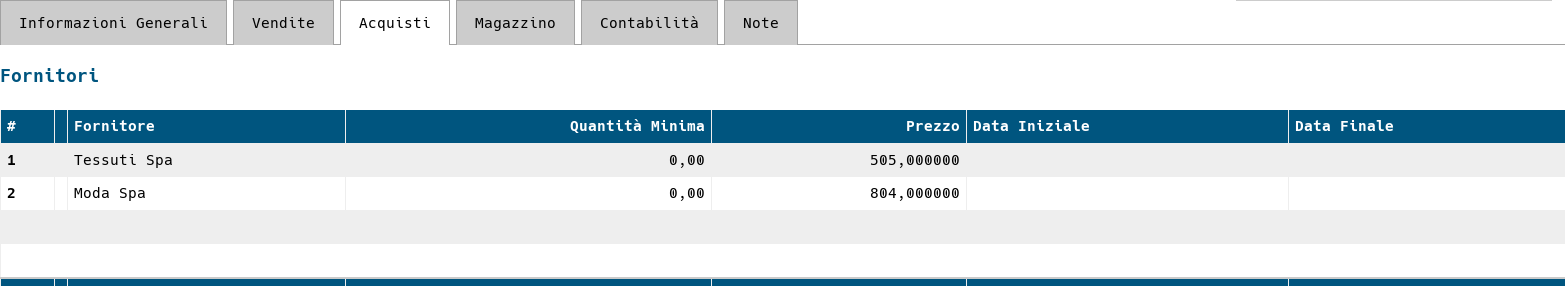 Informazioni Generali Vendite Acquisti Magazzino Contabilità Note
Fornitori
# Fornitore Quantità Minima Prezzo Data Iniziale Data Finale
1 Tessuti Spa 0,00 505,000000
2 Moda Spa 0,00 804,000000